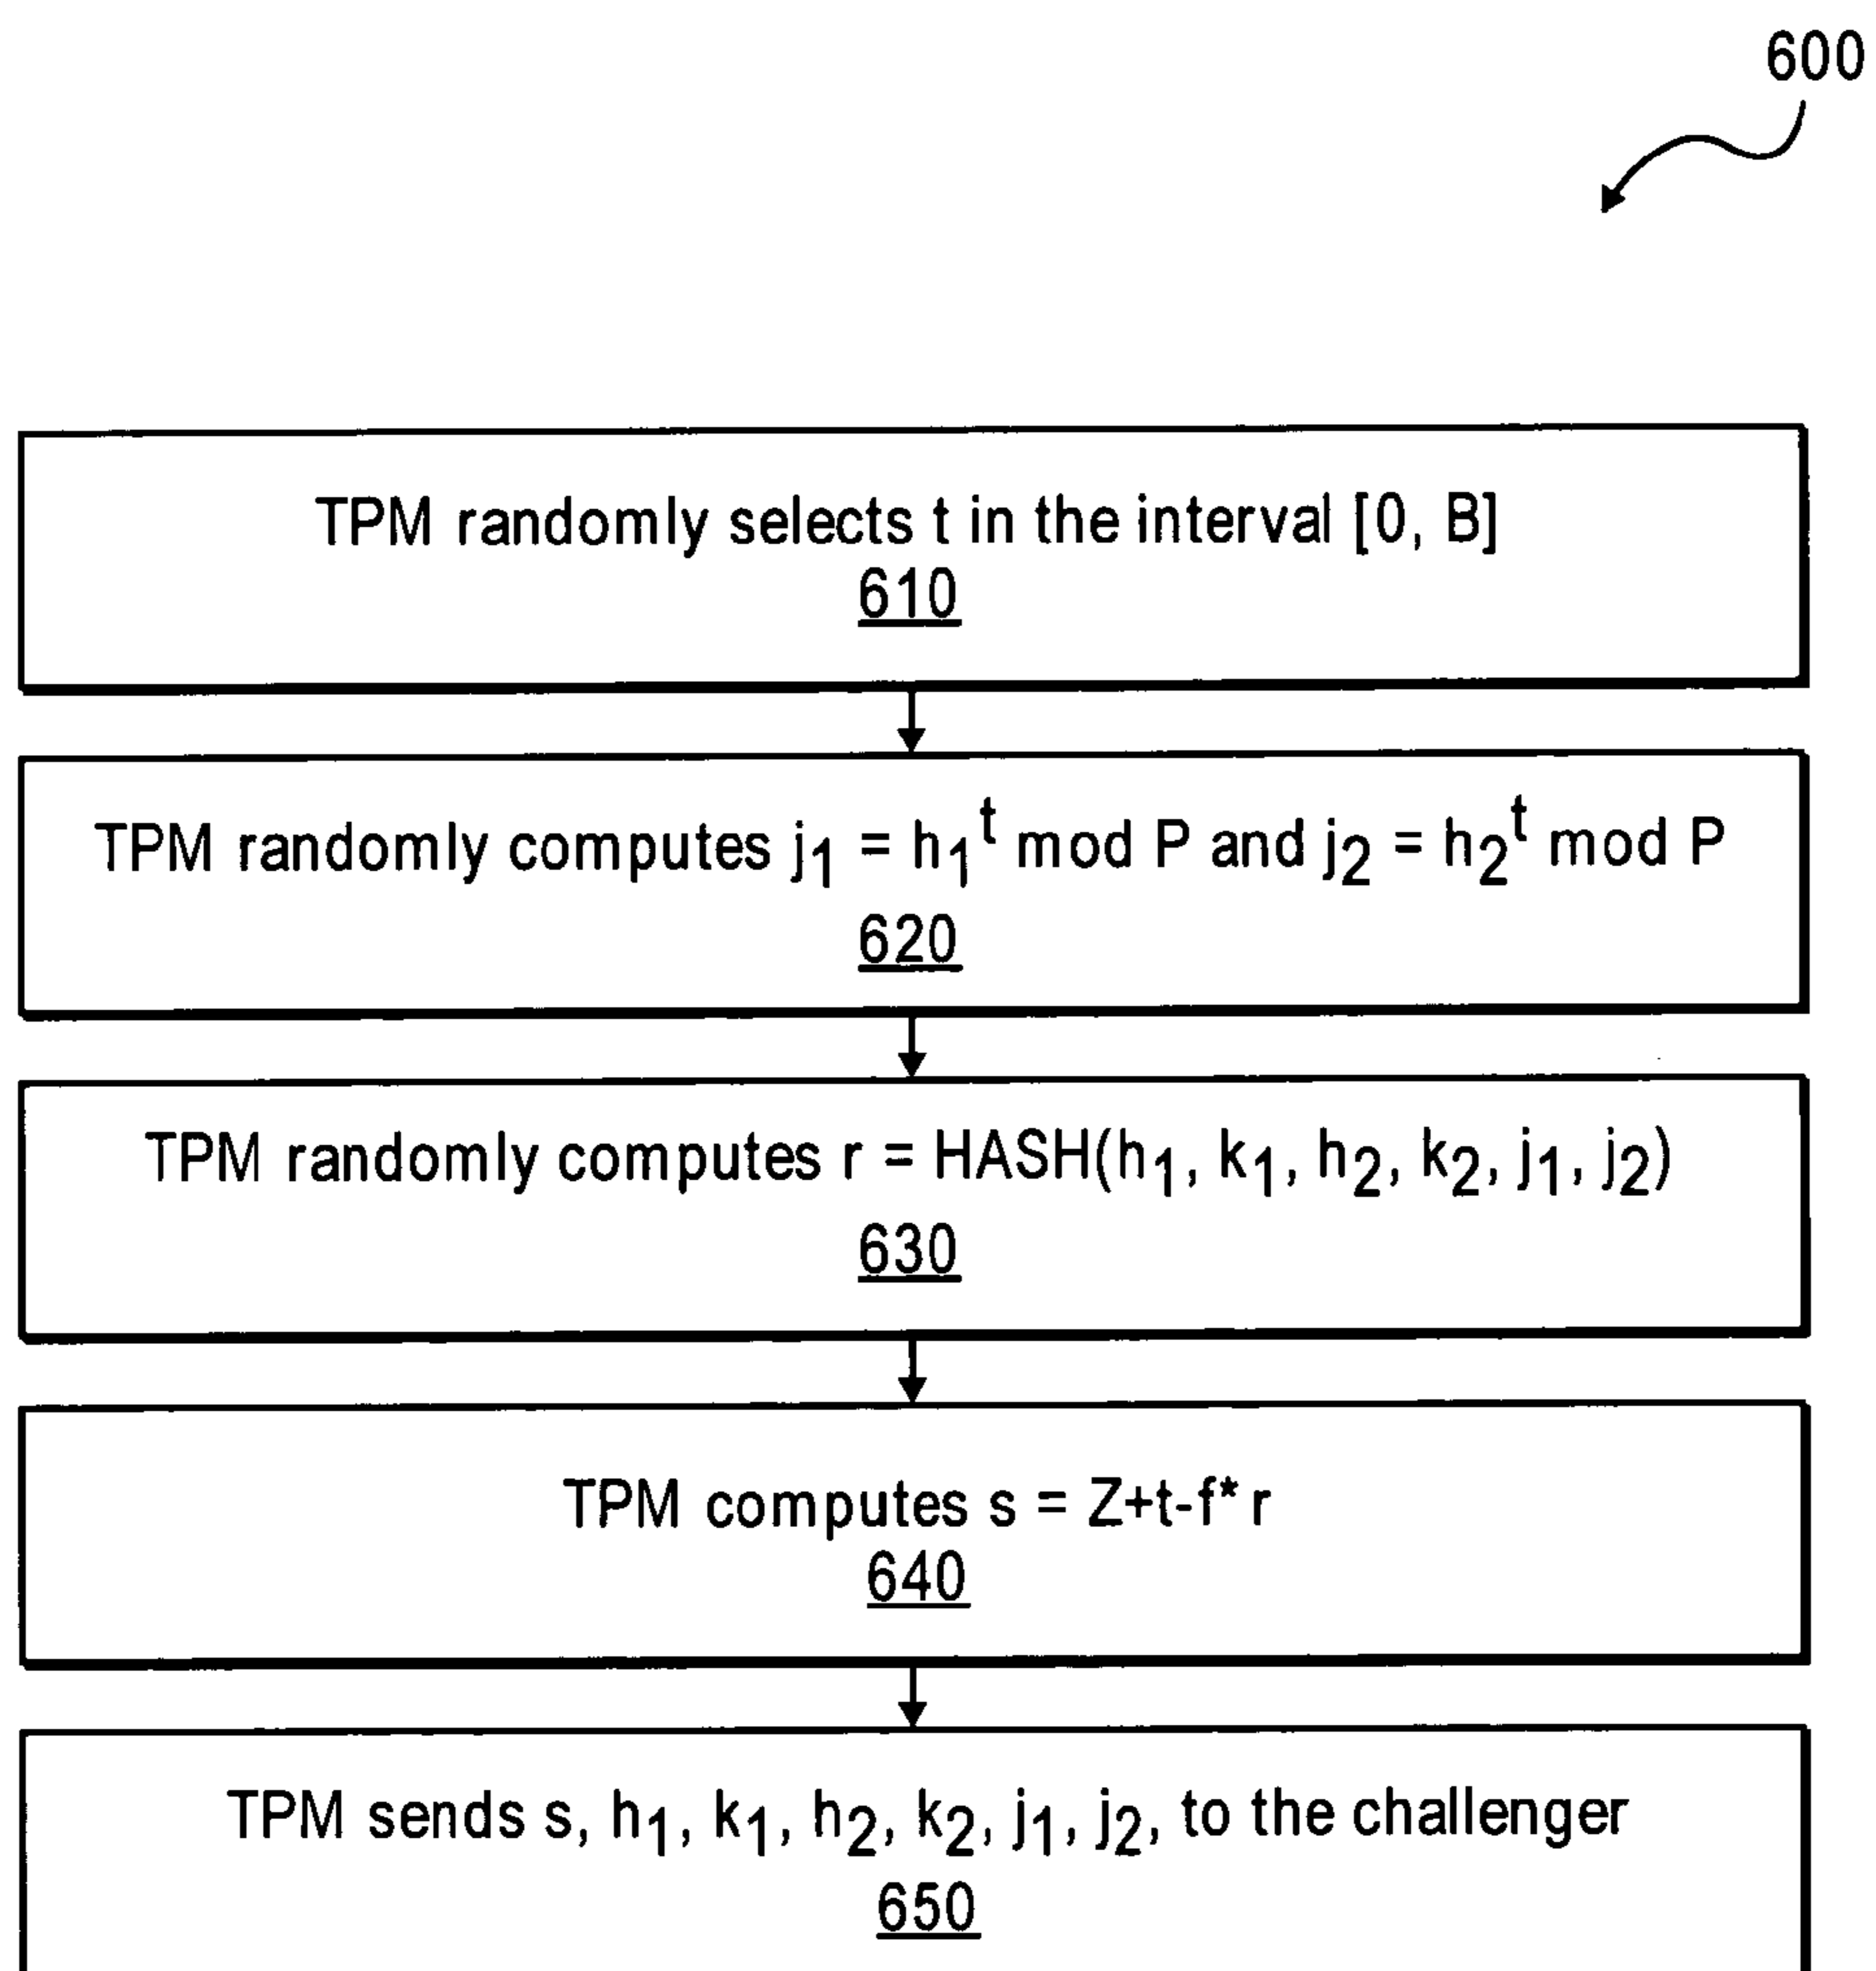 600
TPM randomly selects t in the interval [0, B]
610
TPM randomly computes j₁ = h₁ᵗ mod P and j₂ = h₂ᵗ mod P
620
TPM randomly computes r = HASH(h₁, k₁, h₂, k₂, j₁, j₂)
630
TPM computes s = Z+t-f* r
640
TPM sends s, h₁, k₁, h₂, k₂, j₁, j₂, to the challenger
650